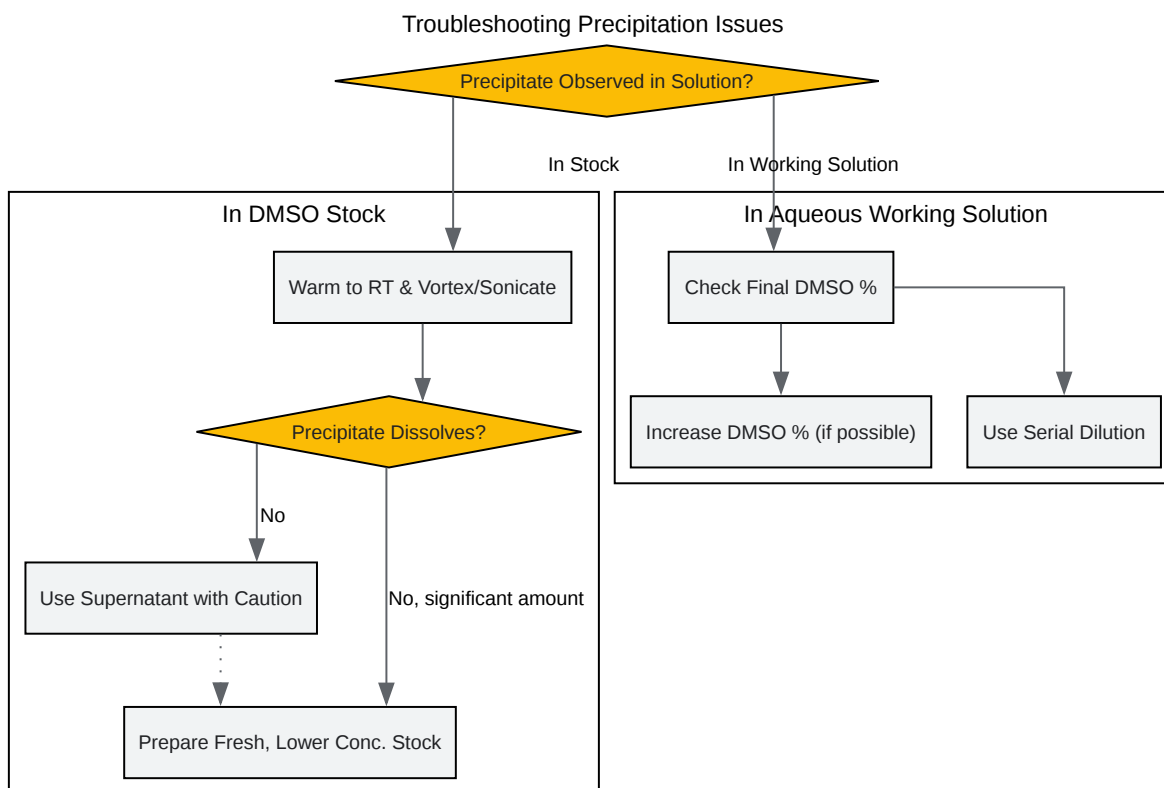 Troubleshooting Precipitation Issues
Precipitate Observed in Solution?
In Stock
In Working Solution
In DMSO Stock
In Aqueous Working Solution
Warm to RT & Vortex/Sonicate
Check Final DMSO %
Precipitate Dissolves?
Increase DMSO % (if possible)
Use Serial Dilution
No
Use Supernatant with Caution
No, significant amount
Prepare Fresh, Lower Conc. Stock